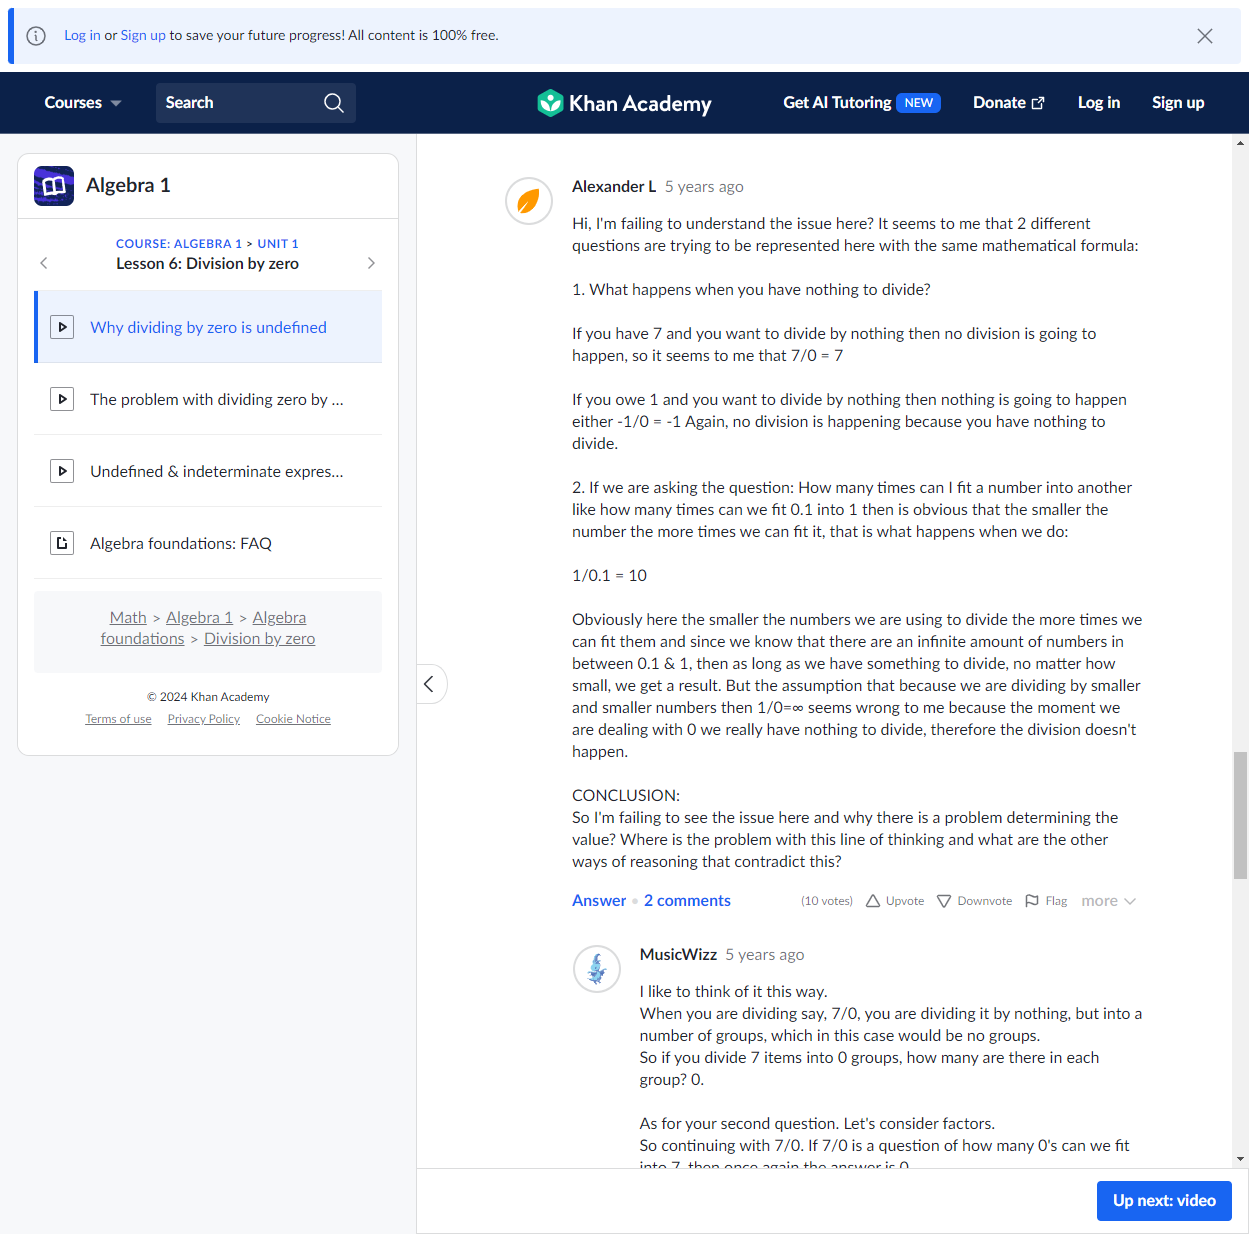 Log in or Sign up to save your future progress! All content is 100% free.
Courses
Search
Khan Academy
Get AI Tutoring NEW
Donate
Log in
Sign up
Algebra 1
COURSE: ALGEBRA 1 > UNIT 1
Lesson 6: Division by zero
Why dividing by zero is undefined
The problem with dividing zero by ...
Undefined & indeterminate expres...
Algebra foundations: FAQ
Math > Algebra 1 > Algebra
foundations > Division by zero
© 2024 Khan Academy
Terms of use Privacy Policy Cookie Notice
Alexander L 5 years ago
Hi, I'm failing to understand the issue here? It seems to me that 2 different
questions are trying to be represented here with the same mathematical formula:
1. What happens when you have nothing to divide?
If you have 7 and you want to divide by nothing then no division is going to
happen, so it seems to me that 7/0 = 7
If you owe 1 and you want to divide by nothing then nothing is going to happen
either -1/0 = -1 Again, no division is happening because you have nothing to
divide.
2. If we are asking the question: How many times can I fit a number into another
like how many times can we fit 0.1 into 1 then is obvious that the smaller the
number the more times we can fit it, that is what happens when we do:
1/0.1 = 10
Obviously here the smaller the numbers we are using to divide the more times we
can fit them and since we know that there are an infinite amount of numbers in
between 0.1 & 1, then as long as we have something to divide, no matter how
small, we get a result. But the assumption that because we are dividing by smaller
and smaller numbers then 1/0=∞ seems wrong to me because the moment we
are dealing with 0 we really have nothing to divide, therefore the division doesn't
happen.
CONCLUSION:
So I'm failing to see the issue here and why there is a problem determining the
value? Where is the problem with this line of thinking and what are the other
ways of reasoning that contradict this?
Answer • 2 comments
(10 votes) Upvote Downvote Flag more
MusicWizz 5 years ago
I like to think of it this way.
When you are dividing say, 7/0, you are dividing it by nothing, but into a
number of groups, which in this case would be no groups.
So if you divide 7 items into 0 groups, how many are there in each
group? 0.
As for your second question. Let's consider factors.
So continuing with 7/0. If 7/0 is a question of how many 0's can we fit
into 7, then once again the answer is 0.
Up next: video